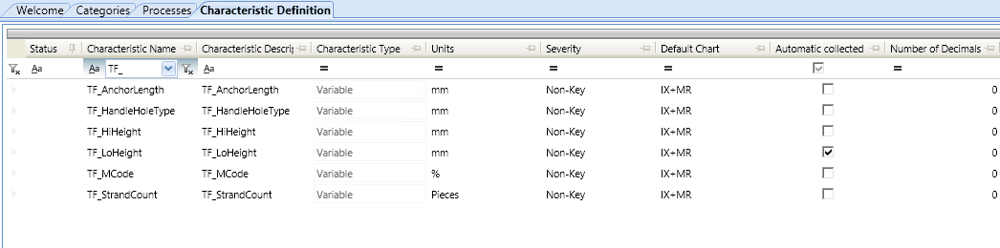 Welcome Categories Processes Characteristic Definition
Status Characteristic Name Characteristic Descrip Characteristic Type Units Severity Default Chart Automatic collected Number of Decimals
Aa Aa TF_ Aa = = = = =
TF_AnchorLength TF_AnchorLength Variable mm Non-Key IX+MR 0
TF_HandleHoleType TF_HandleHoleType Variable mm Non-Key IX+MR 0
TF_HiHeight TF_HiHeight Variable mm Non-Key IX+MR 0
TF_LoHeight TF_LoHeight Variable mm Non-Key IX+MR 0
TF_MCode TF_MCode Variable % Non-Key IX+MR 0
TF_StrandCount TF_StrandCount Variable Pieces Non-Key IX+MR 0